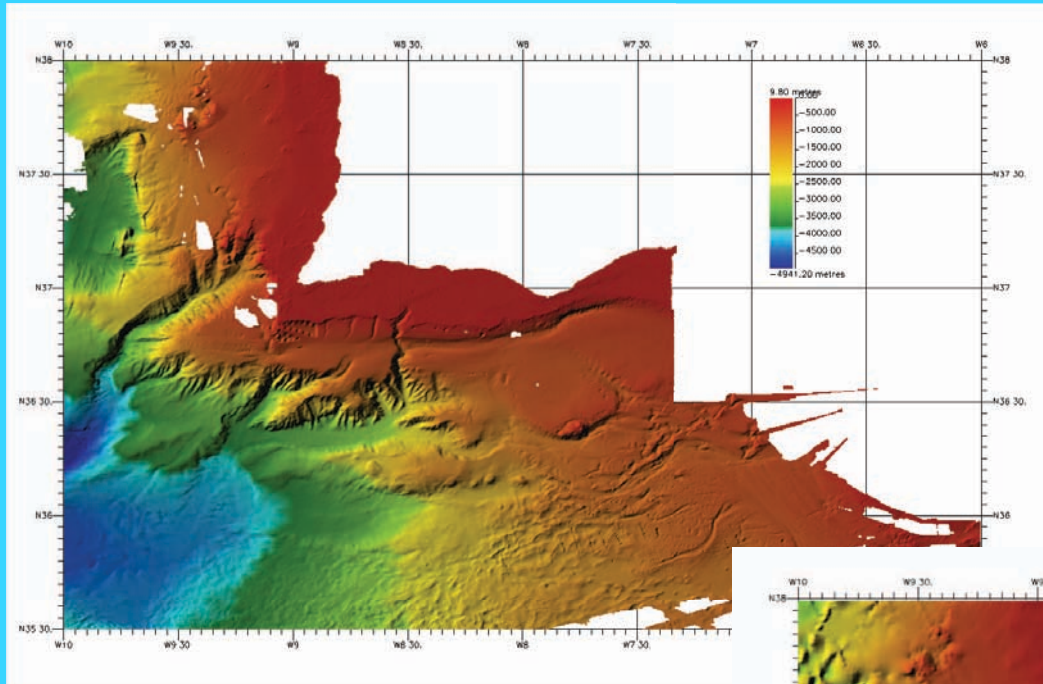 W10 W9 30. W9 W8 30. W8 W7 30. W7 W6 30. W6
N38 N38
9.80 metres
0.00
-500.00
-1000.00
-1500.00
-2000.00
-2500.00
-3000.00
-3500.00
-4000.00
-4500.00
-4941.20 metres
N37 30. N37 30.
N37 N37
N36 30. N36 30.
N36 N36
N35 30.
W10 W9 30. W9 W8 30. W8 W7 30.
W10 W9 30. W9
N38